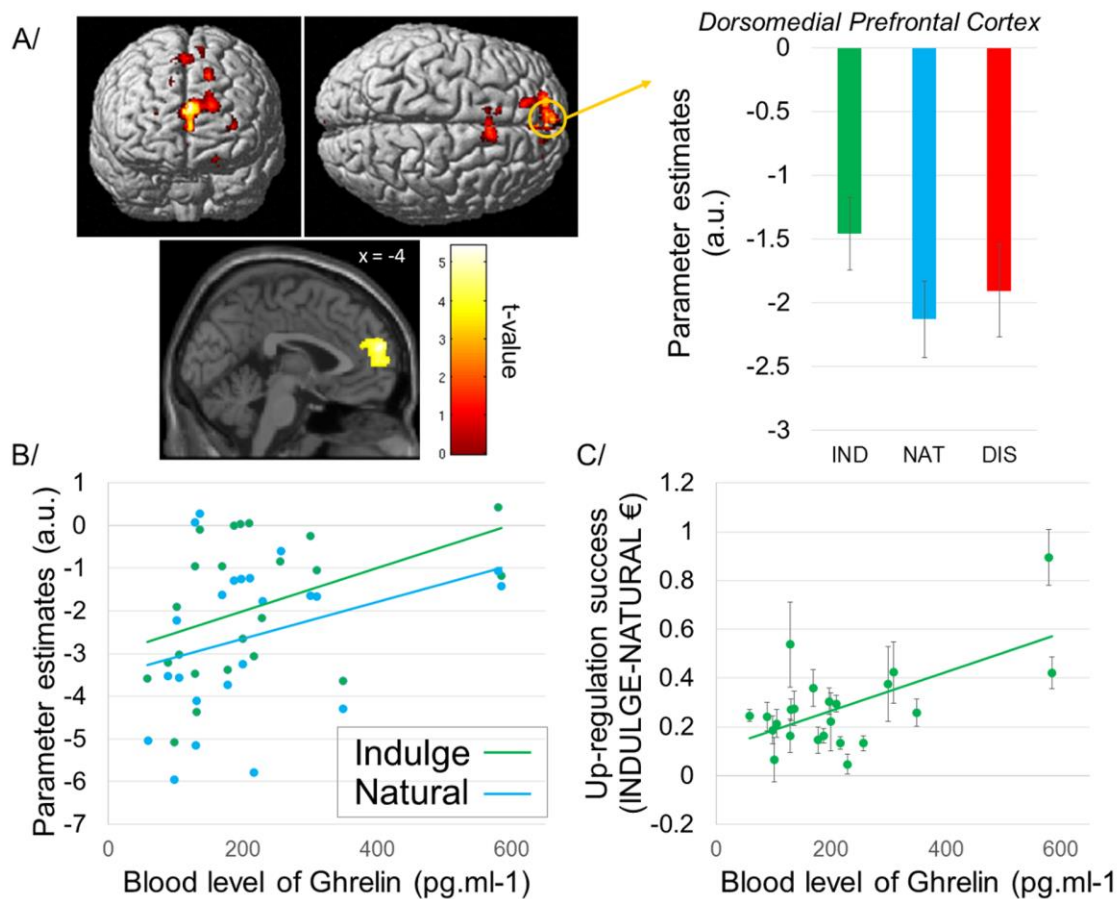 A/
x = -4
5
4
3
2
1
0
t-value
Dorsomedial Prefrontal Cortex
0
-0.5
-1
-1.5
-2
-2.5
-3
Parameter estimates
(a.u.)
IND NAT DIS
B/
1
0
-1
-2
-3
-4
-5
-6
-7
Parameter estimates (a.u.)
Indulge
Natural
0 200 400 600
Blood level of Ghrelin (pg.ml-1)
C/
1.2
1
0.8
0.6
0.4
0.2
0
-0.2
Up-regulation success
(INDULGE-NATURAL €)
0 200 400 600
Blood level of Ghrelin (pg.ml-1